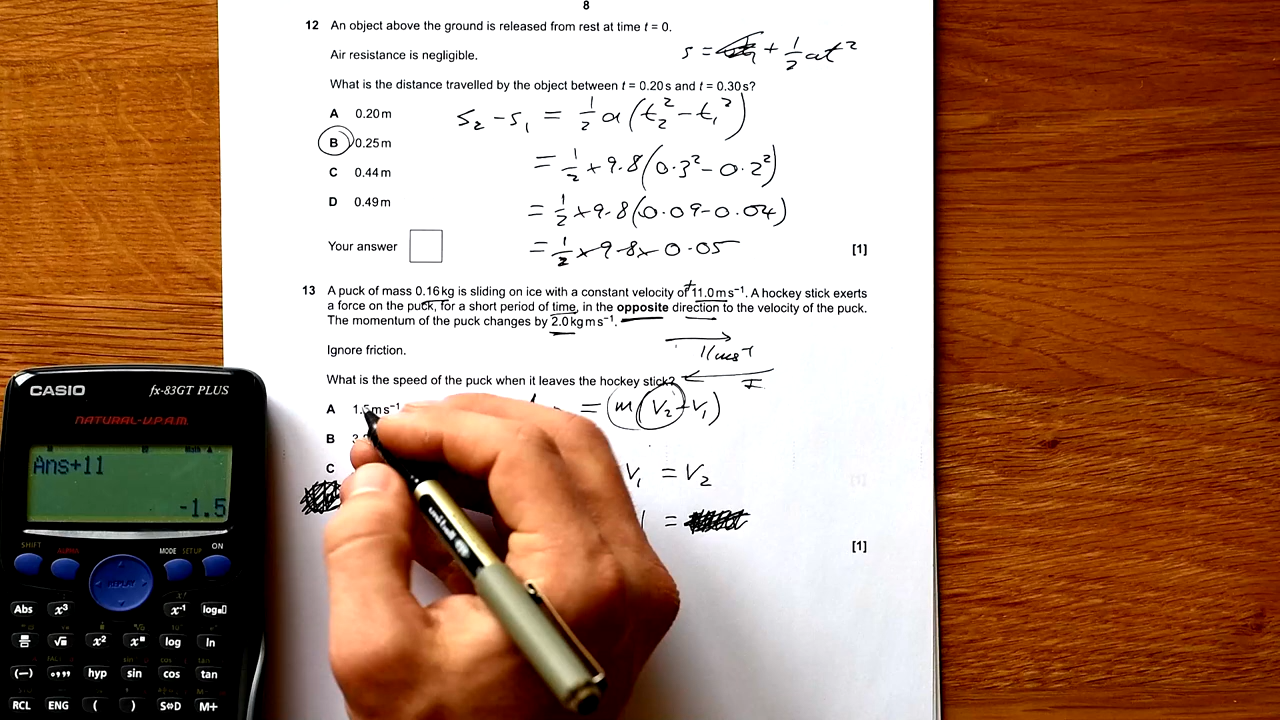 8
12 An object above the ground is released from rest at time t = 0.
s = + 1/2 at²
Air resistance is negligible.
What is the distance travelled by the object between t = 0.20 s and t = 0.30 s?
A 0.20 m
s₂ - s₁ = 1/2 a (t₂² - t₁²)
B 0.25 m
= 1/2 × 9.8 (0.3² - 0.2²)
C 0.44 m
D 0.49 m
= 1/2 × 9.8 (0.09 - 0.04)
Your answer
= 1/2 × 9.8 × 0.05
[1]
13 A puck of mass 0.16 kg is sliding on ice with a constant velocity of + 11.0 m s⁻¹. A hockey stick exerts
a force on the puck, for a short period of time, in the opposite direction to the velocity of the puck.
The momentum of the puck changes by 2.0 kg m s⁻¹.
11 ms⁻¹
Ignore friction.
What is the speed of the puck when it leaves the hockey stick?
A 1.5 m s⁻¹
= m (v₂ - v₁)
B
C
v₁ = v₂
=
[1]
CASIO fx-83GT PLUS
NATURAL-V.P.A.M.
Ans+11
-1.5
SHIFT ALPHA MODE SETUP ON
REPLAY
Abs x³ x⁻¹ log
√ x² log ln
(−) hyp sin cos tan
RCL ENG ( ) S⇔D M+